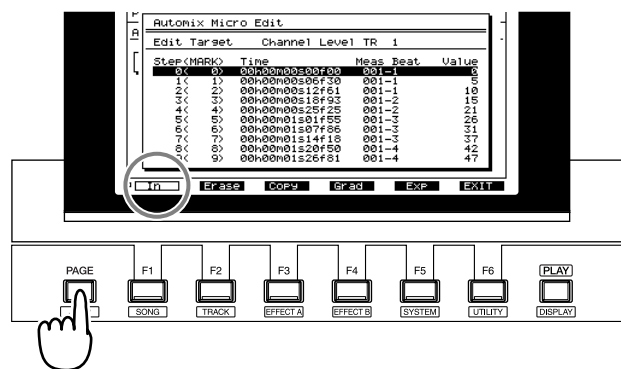 Automix Micro Edit
Edit Target Channel Level TR 1
Step(MARK) Time Meas Beat Value
0( 0) 00h00m00s00f00 001-1 0
1( 1) 00h00m00s06f30 001-1 5
2( 2) 00h00m00s12f61 001-1 10
3( 3) 00h00m00s18f93 001-2 15
4( 4) 00h00m00s25f25 001-2 21
5( 5) 00h00m01s01f55 001-3 26
6( 6) 00h00m01s07f86 001-3 31
7( 7) 00h00m01s14f18 001-3 37
8( 8) 00h00m01s20f50 001-4 42
9( 9) 00h00m01s26f81 001-4 47
In Erase Copy Grad Exp EXIT
PAGE F1 F2 F3 F4 F5 F6 PLAY
SONG TRACK EFFECT A EFFECT B SYSTEM UTILITY DISPLAY